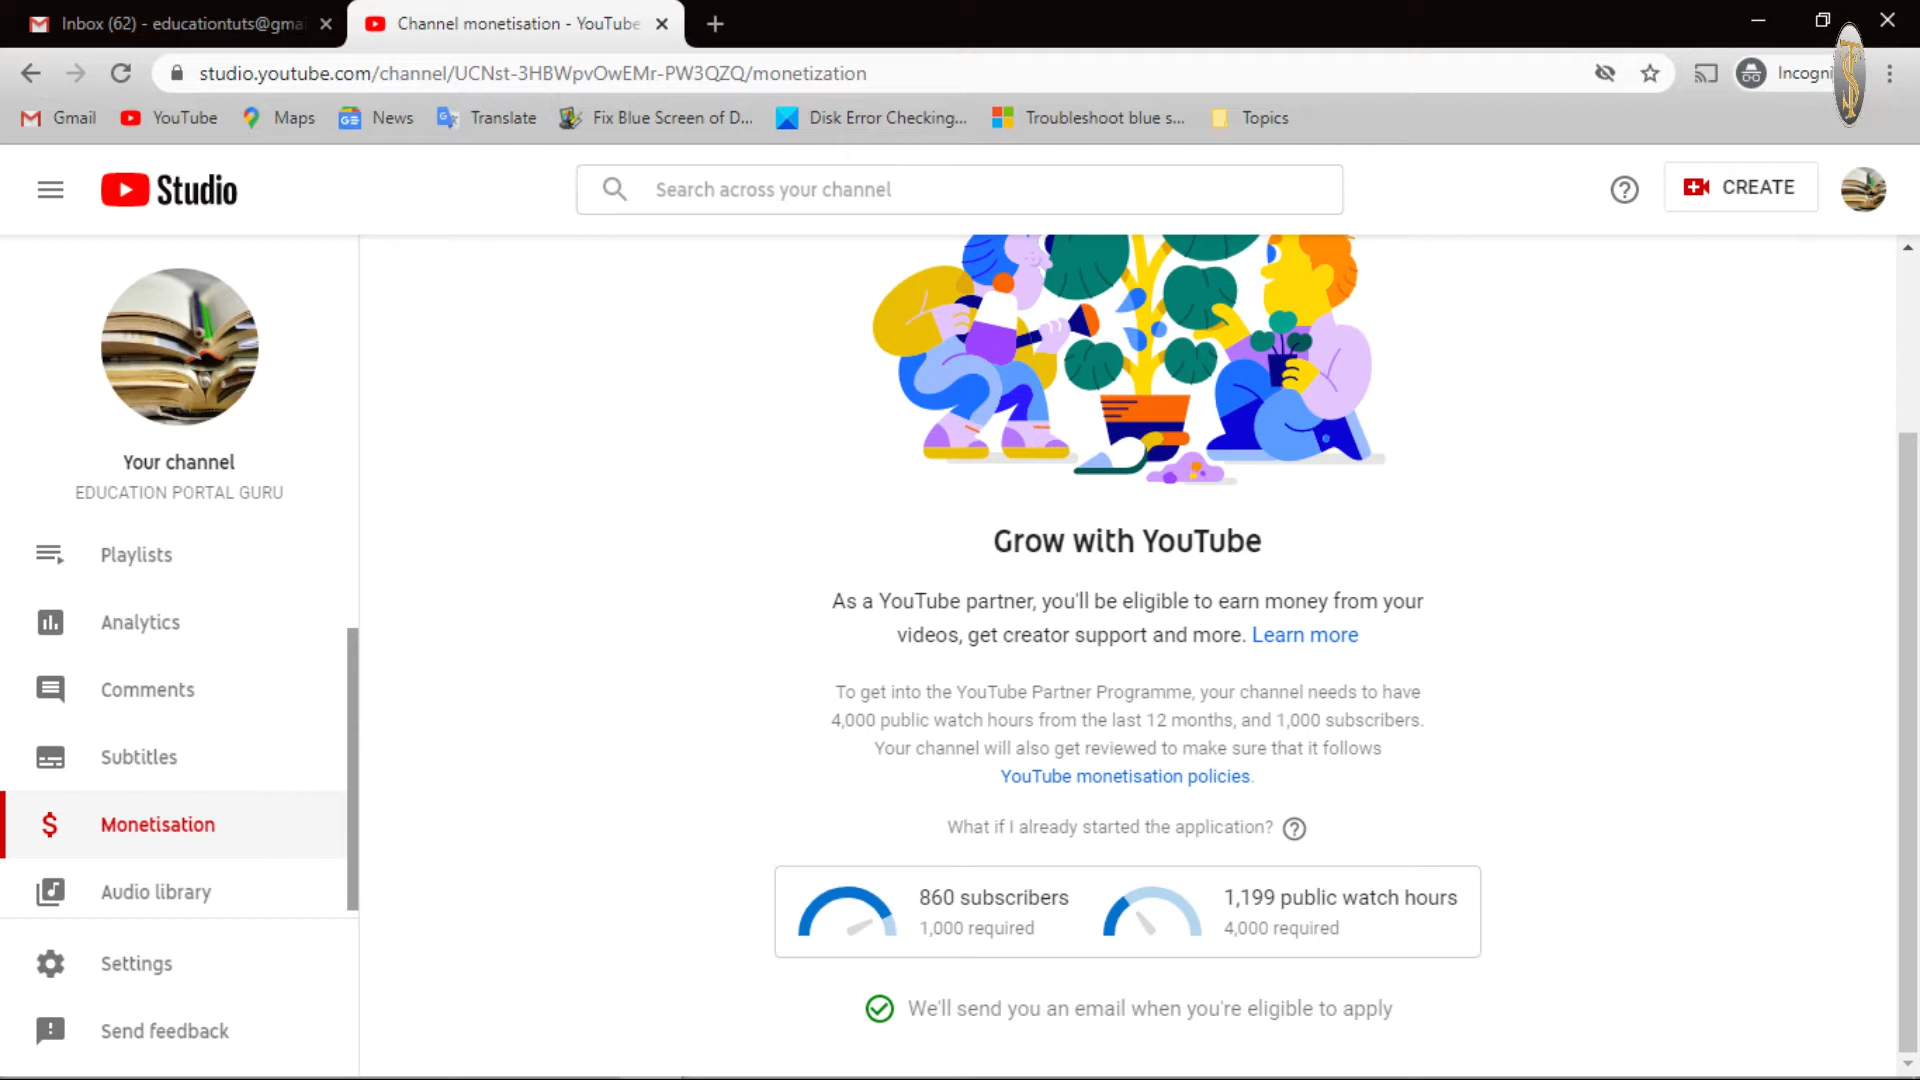 Inbox (62) - educationtuts@gma
Channel monetisation - YouTube
studio.youtube.com/channel/UCNst-3HBWpvOwEMr-PW3QZQ/monetization
Incogni
Gmail
YouTube
Maps
News
Translate
Fix Blue Screen of D...
Disk Error Checking,...
Troubleshoot blue s...
Topics
Studio
Search across your channel
CREATE
Your channel
EDUCATION PORTAL GURU
Playlists
Analytics
Comments
Subtitles
Monetisation
Audio library
Settings
Send feedback
Grow with YouTube
As a YouTube partner, you'll be eligible to earn money from your
videos, get creator support and more. Learn more
To get into the YouTube Partner Programme, your channel needs to have
4,000 public watch hours from the last 12 months, and 1,000 subscribers.
Your channel will also get reviewed to make sure that it follows
YouTube monetisation policies.
What if I already started the application?
860 subscribers
1,000 required
1,199 public watch hours
4,000 required
We'll send you an email when you're eligible to apply